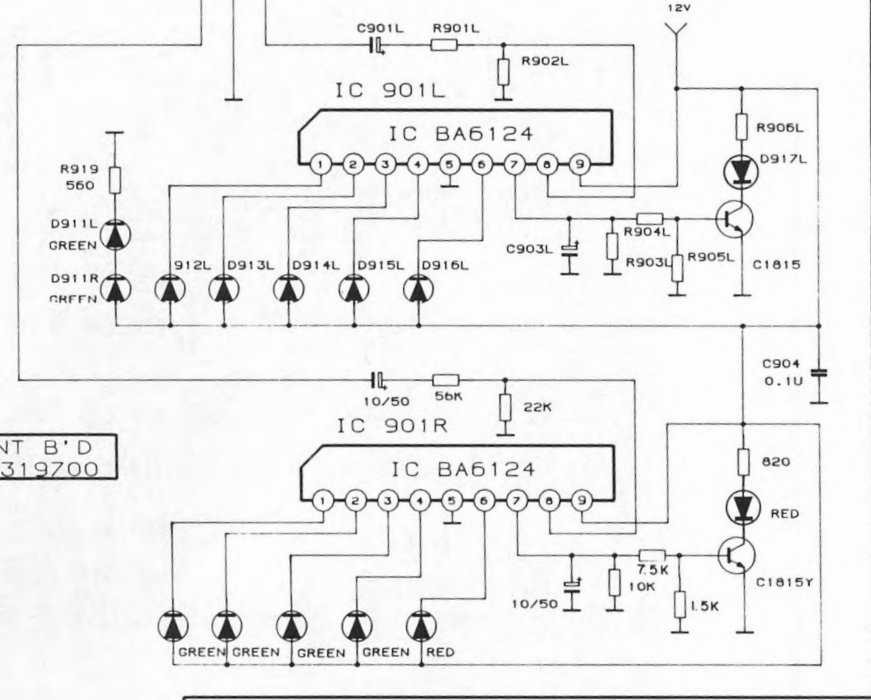 12V
C901L
R901L
R902L
IC 901L
IC BA6124
1 2 3 4 5 6 7 8 9
R906L
D917L
R919
560
D911L
GREEN
D911R
GREEN
912L
D913L
D914L
D915L
D916L
C903L
R904L
R903L
R905L
C1815
C904
0.1U
10/50
56K
22K
IC 901R
NT B'D
319700
IC BA6124
1 2 3 4 5 6 7 8 9
820
RED
7.5K
10K
10/50
1.5K
C1815Y
GREEN
GREEN
GREEN
GREEN
RED